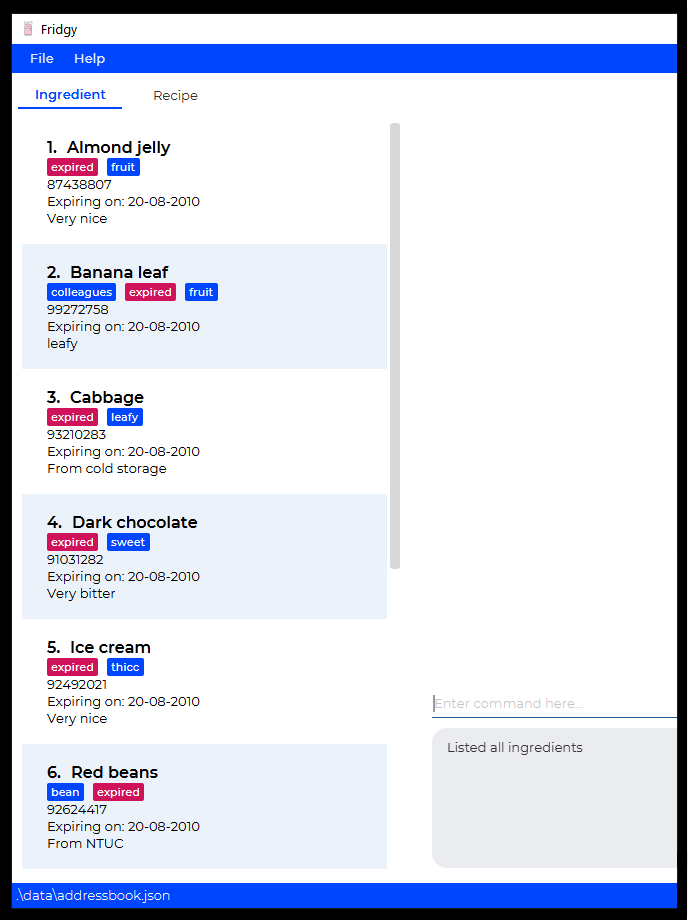 Fridgy
File Help
Ingredient Recipe
1. Almond jelly
expired fruit
87438807
Expiring on: 20-08-2010
Very nice
2. Banana leaf
colleagues expired fruit
99272758
Expiring on: 20-08-2010
leafy
3. Cabbage
expired leafy
93210283
Expiring on: 20-08-2010
From cold storage
4. Dark chocolate
expired sweet
91031282
Expiring on: 20-08-2010
Very bitter
5. Ice cream
expired thicc
92492021
Expiring on: 20-08-2010
Very nice
6. Red beans
bean expired
92624417
Expiring on: 20-08-2010
From NTUC
Enter command here...
Listed all ingredients
.\data\addressbook.json